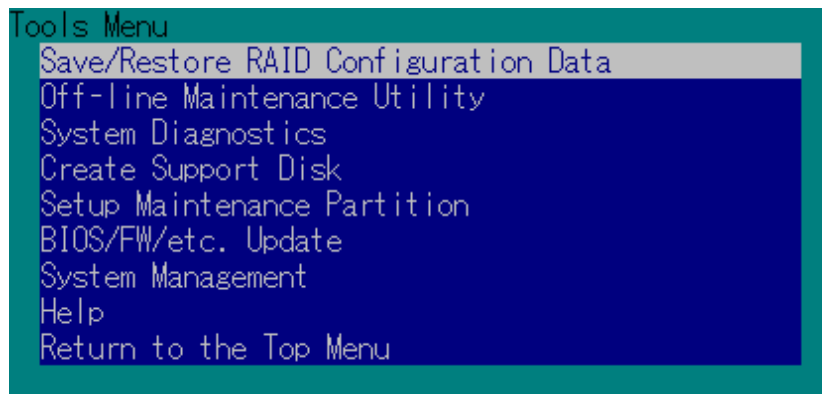 Tools Menu
Save/Restore RAID Configuration Data
Off-line Maintenance Utility
System Diagnostics
Create Support Disk
Setup Maintenance Partition
BIOS/FW/etc. Update
System Management
Help
Return to the Top Menu